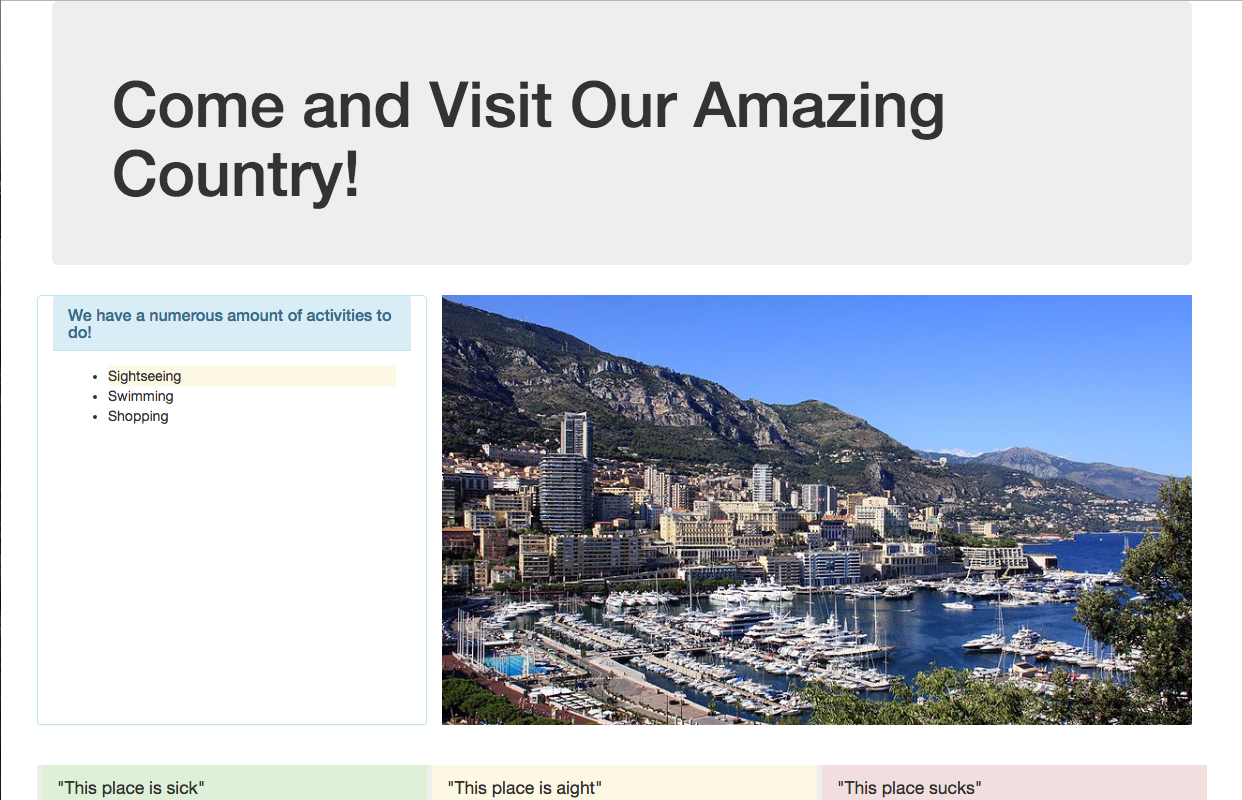 Come and Visit Our Amazing
Country!
We have a numerous amount of activities to
do!
Sightseeing
Swimming
Shopping
"This place is sick"
"This place is aight"
"This place sucks"